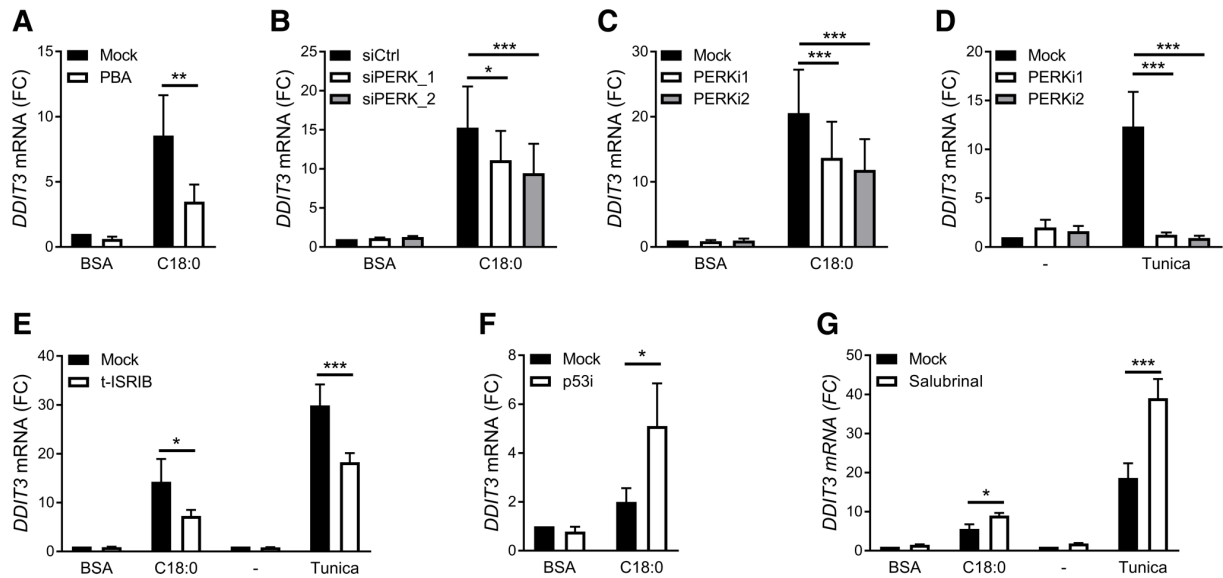 A
DDIT3 mRNA (FC)
15
10
5
0
Mock
PBA
**
BSA
C18:0
B
DDIT3 mRNA (FC)
25
20
15
10
5
0
siCtrl
siPERK_1
siPERK_2
***
*
BSA
C18:0
C
DDIT3 mRNA (FC)
30
20
10
0
Mock
PERKi1
PERKi2
***
***
BSA
C18:0
D
DDIT3 mRNA (FC)
20
15
10
5
0
Mock
PERKi1
PERKi2
***
***
-
Tunica
E
DDIT3 mRNA (FC)
40
30
20
10
0
Mock
t-ISRIB
*
***
BSA
C18:0
-
Tunica
F
DDIT3 mRNA (FC)
8
6
4
2
0
Mock
p53i
*
BSA
C18:0
G
DDIT3 mRNA (FC)
50
40
30
20
10
0
Mock
Salubrinal
*
***
BSA
C18:0
-
Tunica